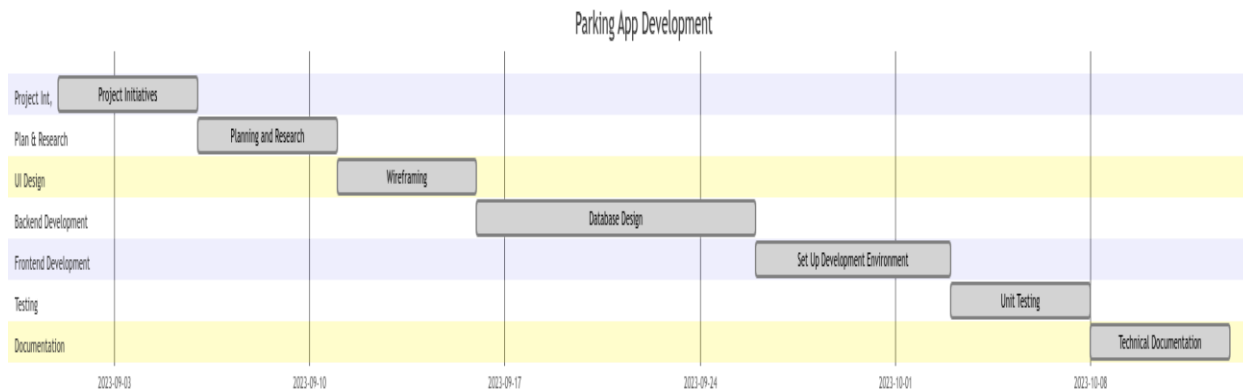 Parking App Development
Project Int,
Project Initiatives
Plan & Research
Planning and Research
UI Design
Wireframing
Backend Development
Database Design
Frontend Development
Set Up Development Environment
Testing
Unit Testing
Documentation
Technical Documentation
2023-09-03
2023-09-10
2023-09-17
2023-09-24
2023-10-01
2023-10-08